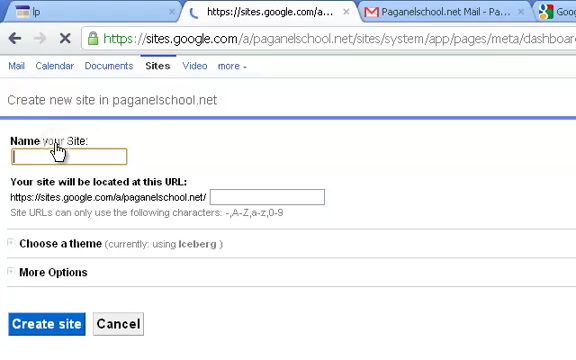 lp https://sites.google.com/a... Paganelschool.net Mail - Pa... Goo
https://sites.google.com/a/paganelschool.net/sites/system/app/pages/meta/dashboar
Mail Calendar Documents Sites Video more
Create new site in paganelschool.net
Name your Site:
Your site will be located at this URL:
https://sites.google.com/a/paganelschool.net/
Site URLs can only use the following characters: -,A-Z,a-z,0-9
Choose a theme (currently: using Iceberg )
More Options
Create site Cancel